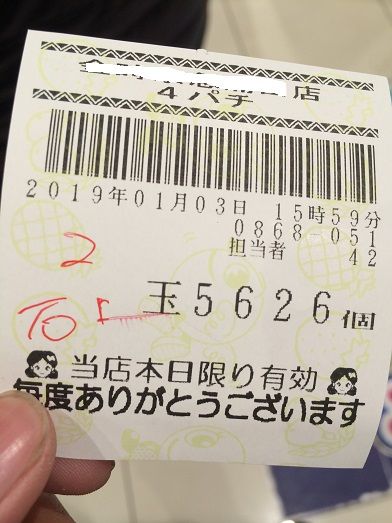 店
4パチ
2019年01月03日 15時59分
0868-051
担当者 42
2
玉5626個
To
当店本日限り有効
毎度ありがとうございます